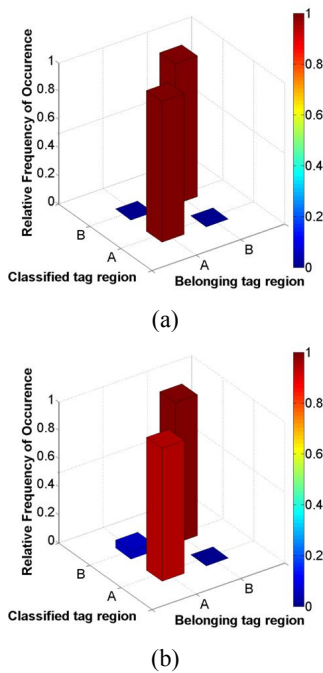 1
0.8
0.6
0.4
0.2
0
Relative Frequency of Occurence
B
A
Classified tag region
A
B
Belonging tag region
1
0.8
0.6
0.4
0.2
0
(a)
1
0.8
0.6
0.4
0.2
0
Relative Frequency of Occurence
B
A
Classified tag region
A
B
Belonging tag region
1
0.8
0.6
0.4
0.2
0
(b)